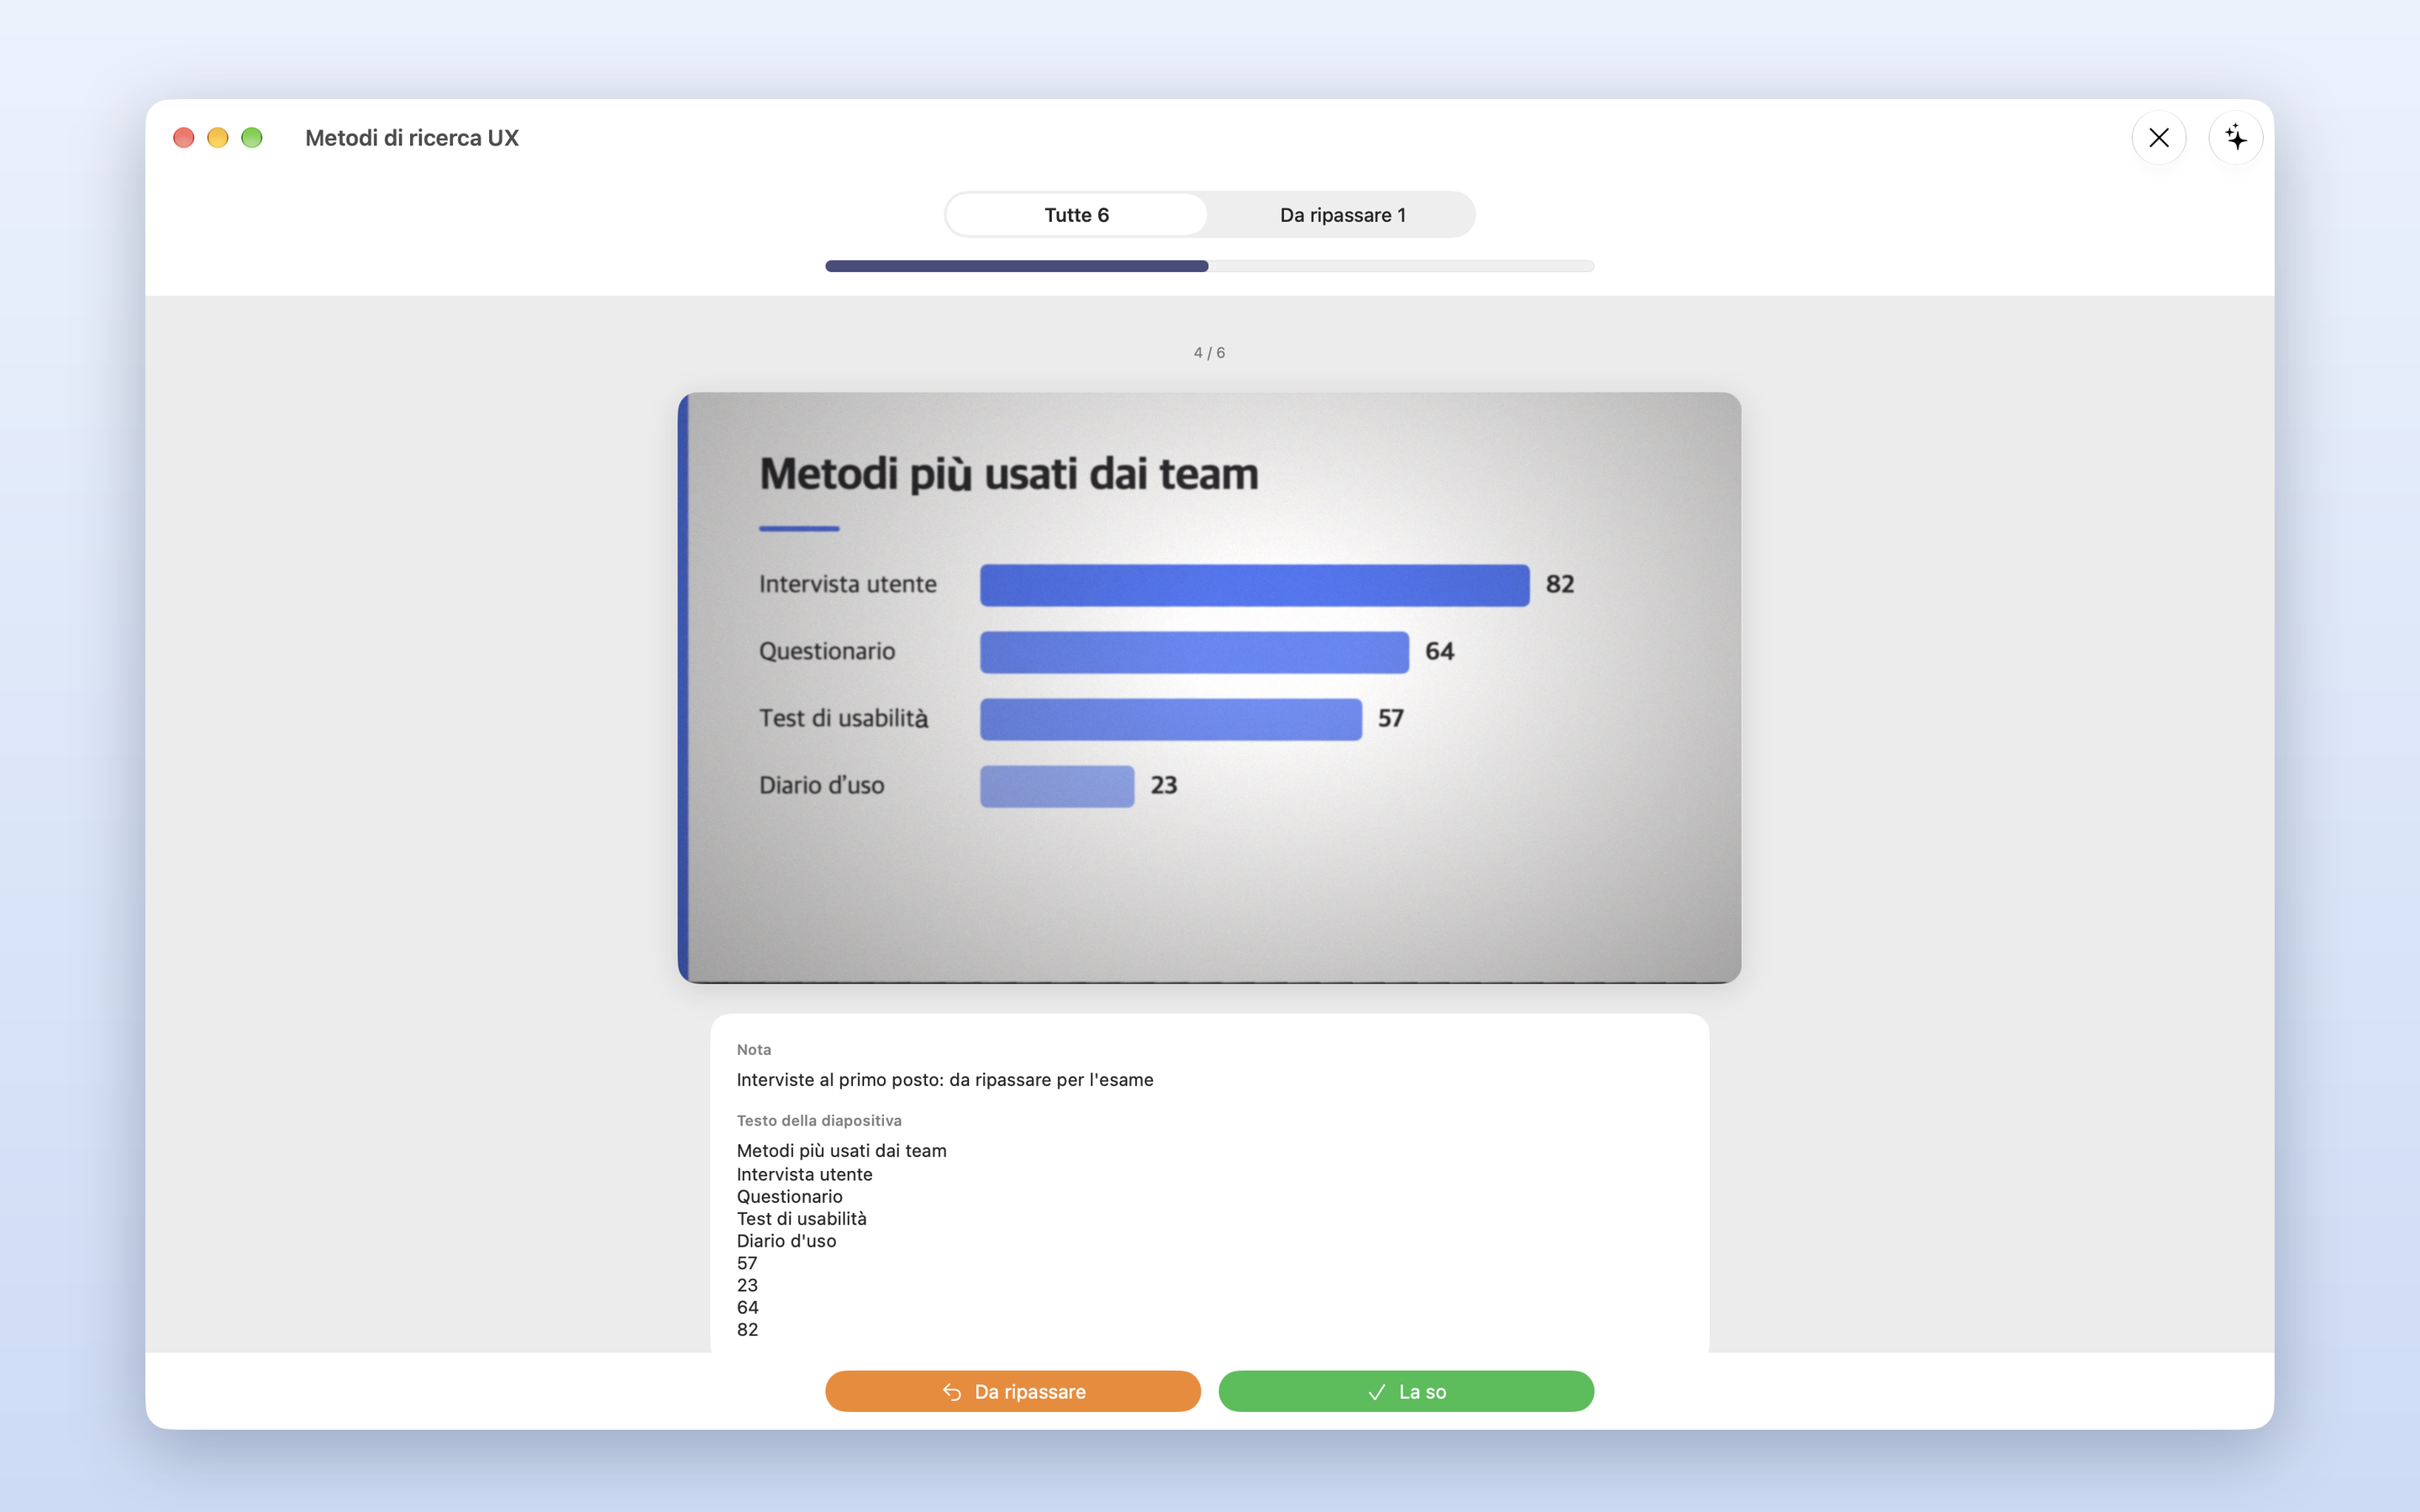 Metodi di ricerca UX
Tutte 6
Da ripassare 1
4 / 6
Metodi più usati dai team
Intervista utente 82
Questionario 64
Test di usabilità 57
Diario d'uso 23
Nota
Interviste al primo posto: da ripassare per l'esame
Testo della diapositiva
Metodi più usati dai team
Intervista utente
Questionario
Test di usabilità
Diario d'uso
57
23
64
82
Da ripassare
La so